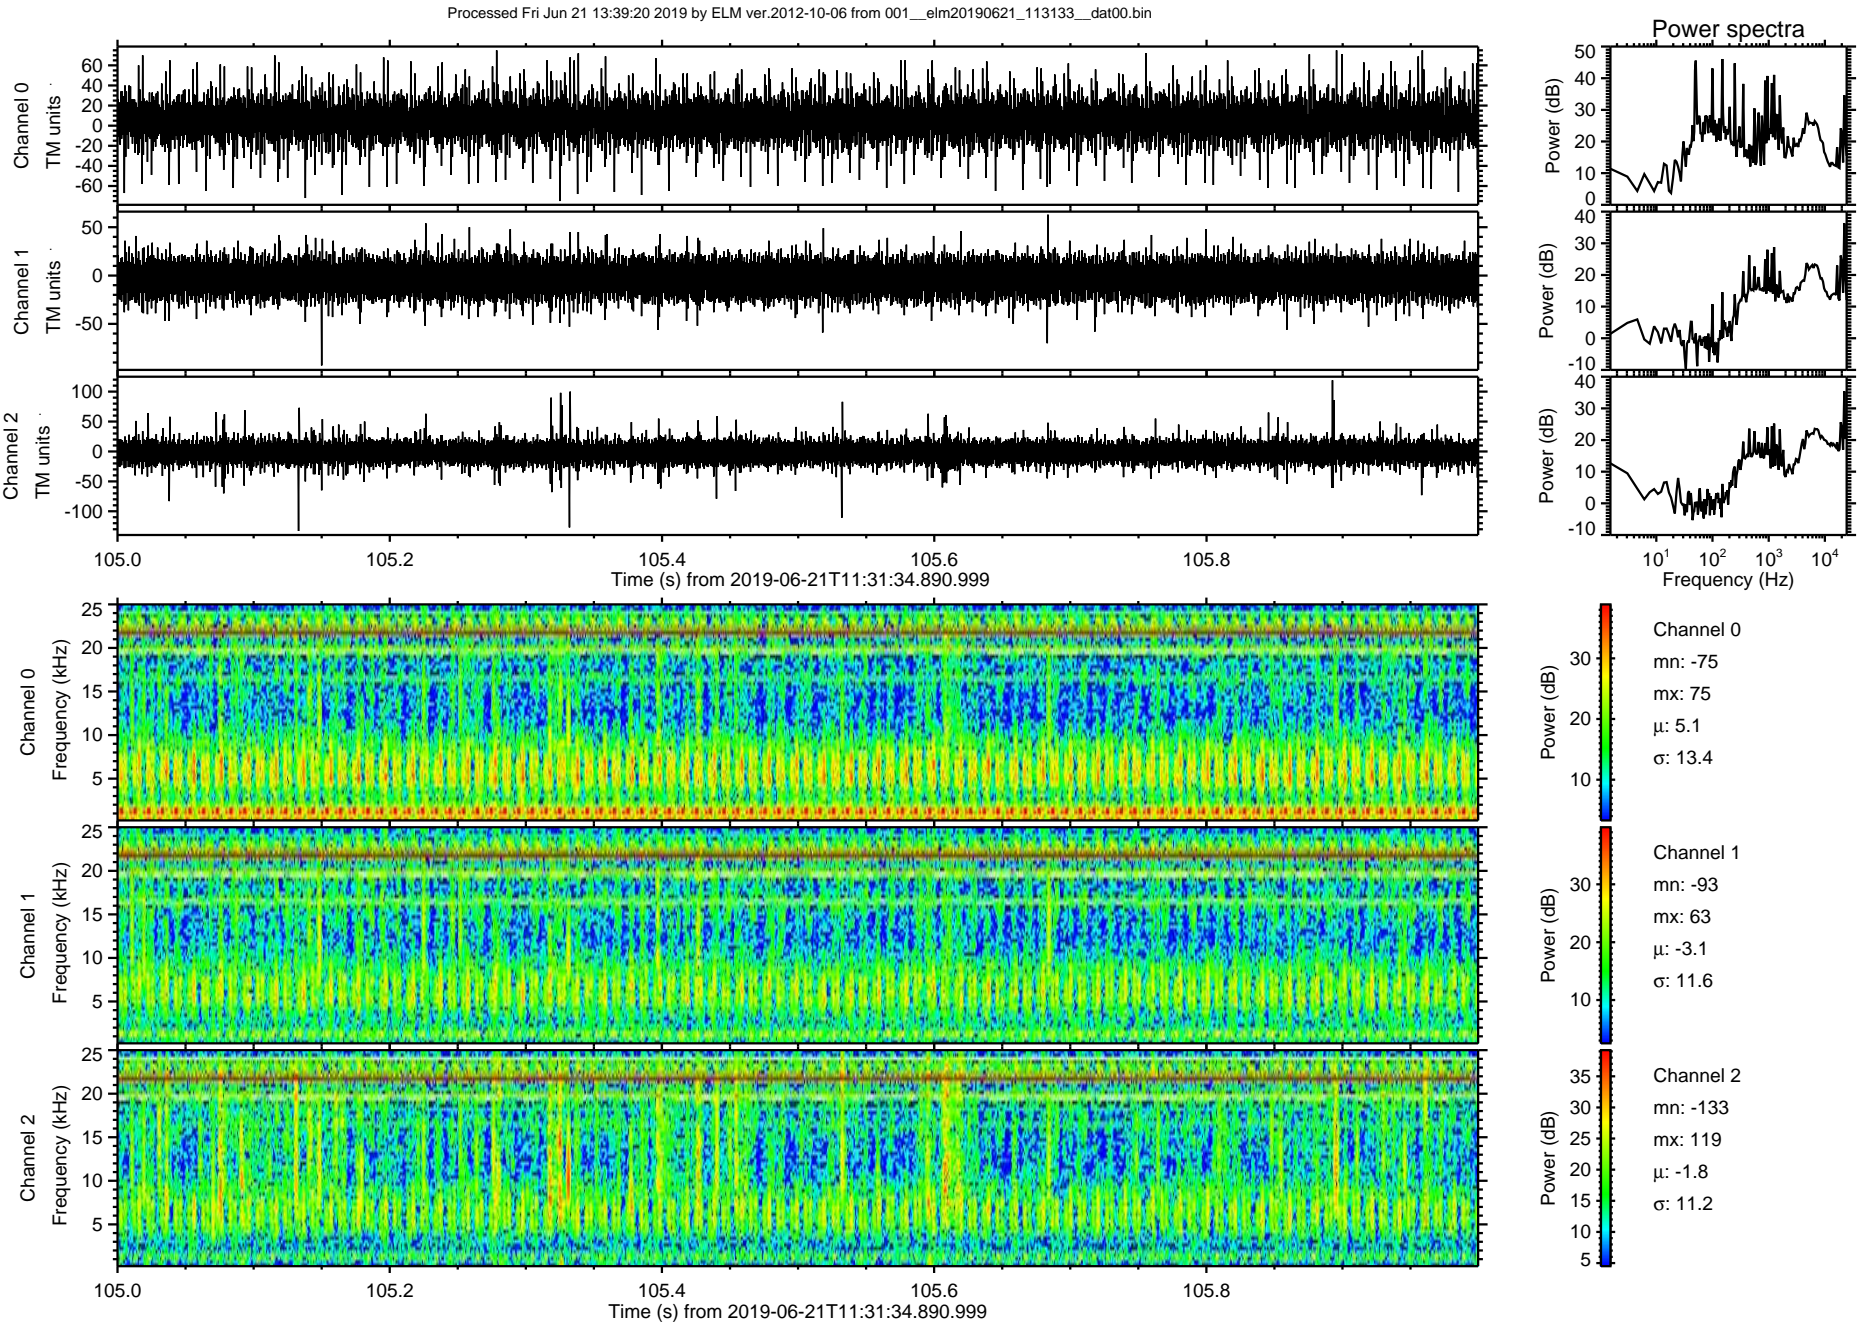 Processed Fri Jun 21 13:39:20 2019 by ELM ver.2012-10-06 from 001__elm20190621_113133__dat00.bin
Power spectra
Channel 0
TM units
60
40
20
0
-20
-40
-60
Power (dB)
50
40
30
20
10
0
Channel 1
TM units
50
0
-50
Power (dB)
40
30
20
10
0
-10
Channel 2
TM units
100
50
0
-50
-100
Power (dB)
40
30
20
10
0
-10
105.0 105.2 105.4 105.6 105.8
Time (s) from 2019-06-21T11:31:34.890.999
10¹ 10² 10³ 10⁴
Frequency (Hz)
Channel 0
Frequency (kHz)
25
20
15
10
5
Power (dB)
30
20
10
Channel 0
mn: -75
mx: 75
µ: 5.1
σ: 13.4
Channel 1
Frequency (kHz)
25
20
15
10
5
Power (dB)
30
20
10
Channel 1
mn: -93
mx: 63
µ: -3.1
σ: 11.6
Channel 2
Frequency (kHz)
25
20
15
10
5
Power (dB)
35
30
25
20
15
10
5
Channel 2
mn: -133
mx: 119
µ: -1.8
σ: 11.2
105.0 105.2 105.4 105.6 105.8
Time (s) from 2019-06-21T11:31:34.890.999